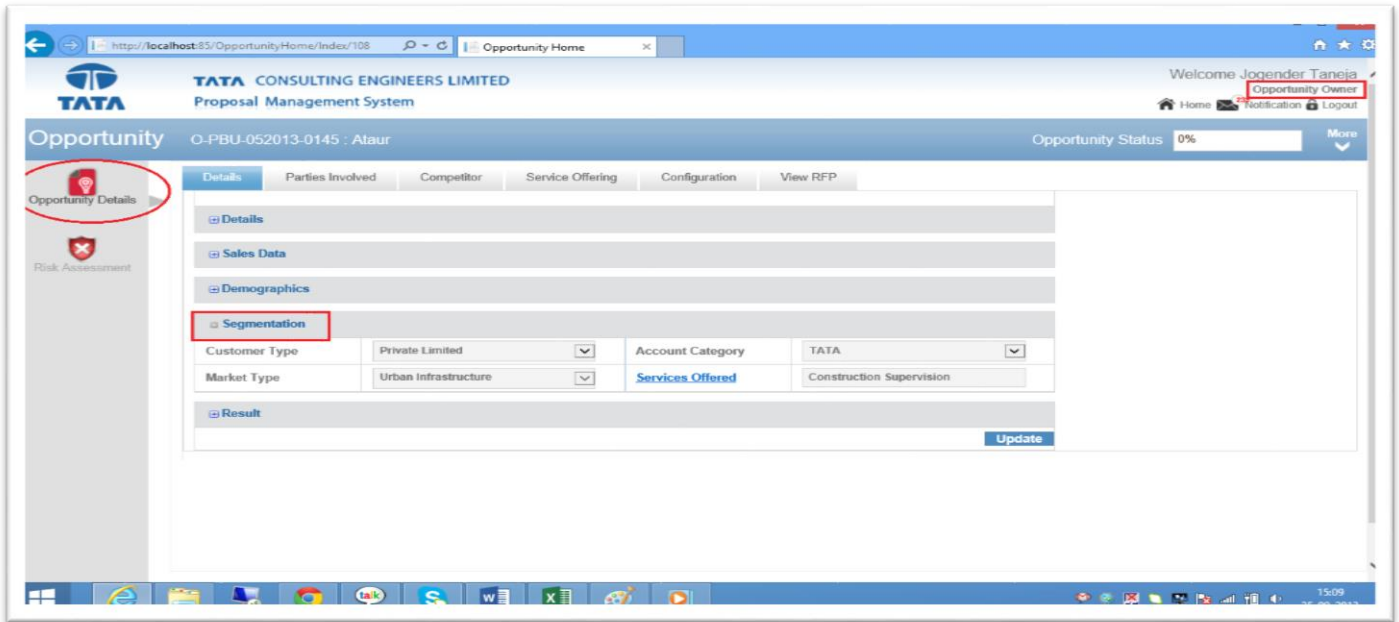 http://localhost:85/OpportunityHome/Index/108 Opportunity Home
TATA CONSULTING ENGINEERS LIMITED
Proposal Management System
TATA
Welcome Jogender Taneja
Opportunity Owner
Home Notification Logout
Opportunity O-PBU-052013-0145 : Ataur Opportunity Status 0% More
Details Parties Involved Competitor Service Offering Configuration View RFP
Opportunity Details
Risk Assessment
Details
Sales Data
Demographics
Segmentation
Customer Type Private Limited Account Category TATA
Market Type Urban Infrastructure Services Offered Construction Supervision
Result
Update
talk
15:09